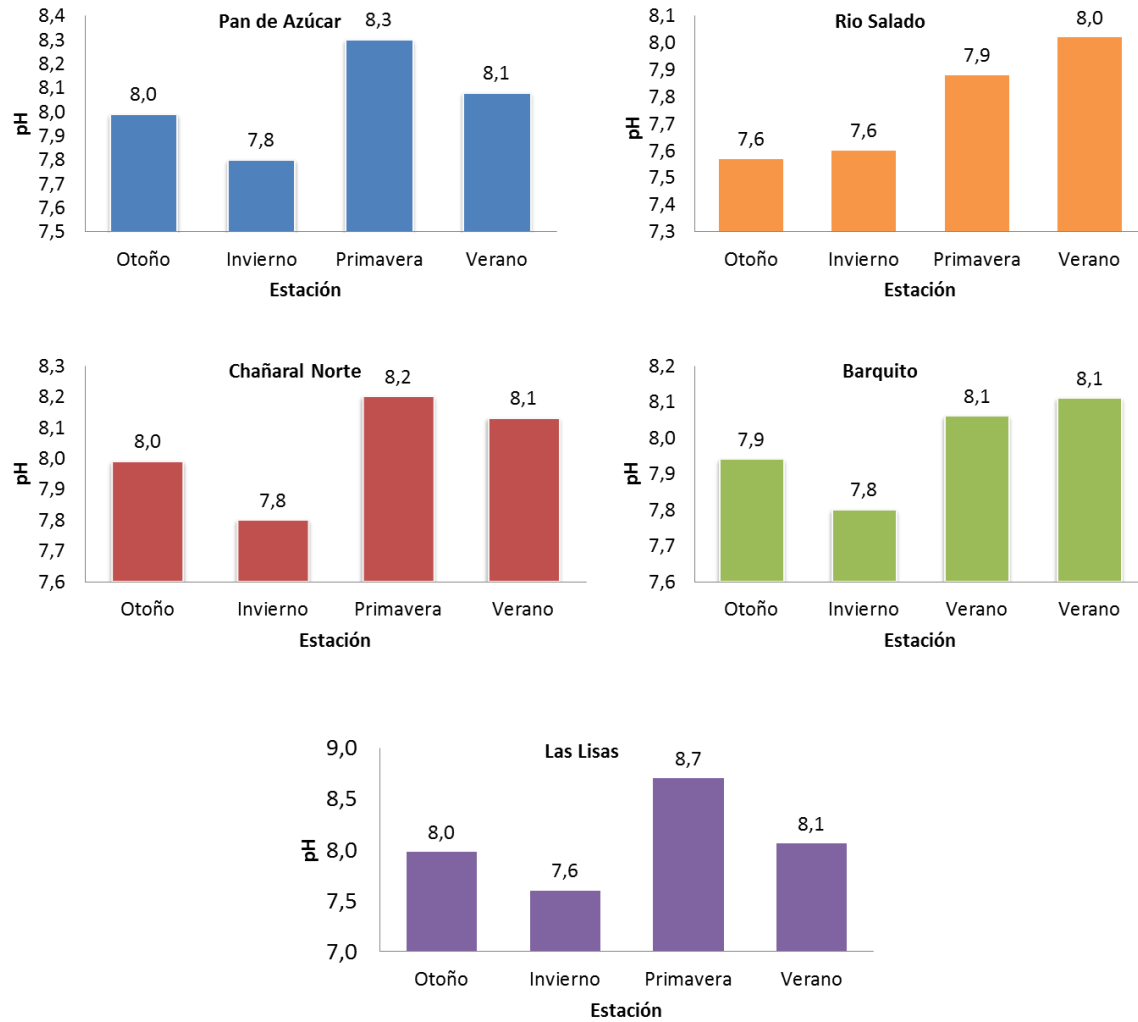 Pan de Azúcar
8,4
8,3
8,2
8,1
8,0
7,9
7,8
7,7
7,6
7,5
pH
8,0
7,8
8,3
8,1
Otoño Invierno Primavera Verano
Estación
Rio Salado
8,1
8,0
7,9
7,8
7,7
7,6
7,5
7,4
7,3
pH
7,6
7,6
7,9
8,0
Otoño Invierno Primavera Verano
Estación
Chañaral Norte
8,3
8,2
8,1
8,0
7,9
7,8
7,7
7,6
pH
8,0
7,8
8,2
8,1
Otoño Invierno Primavera Verano
Estación
Barquito
8,2
8,1
8,0
7,9
7,8
7,7
7,6
pH
7,9
7,8
8,1
8,1
Otoño Invierno Verano Verano
Estación
Las Lisas
9,0
8,5
8,0
7,5
7,0
pH
8,0
7,6
8,7
8,1
Otoño Invierno Primavera Verano
Estación